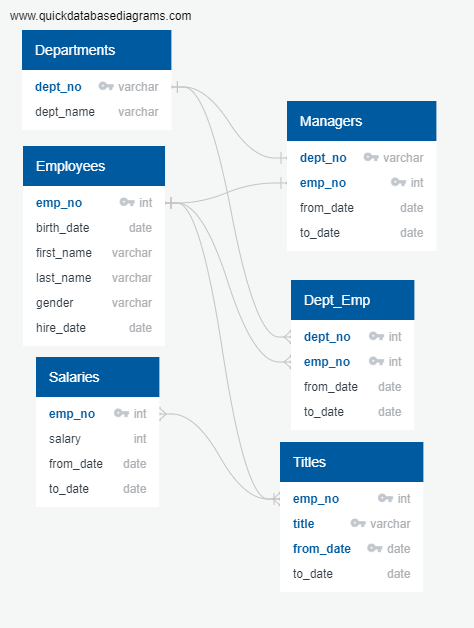 www.quickdatabasediagrams.com
Departments
dept_no varchar
dept_name varchar
Employees
emp_no int
birth_date date
first_name varchar
last_name varchar
gender varchar
hire_date date
Salaries
emp_no int
salary int
from_date date
to_date date
Managers
dept_no varchar
emp_no int
from_date date
to_date date
Dept_Emp
dept_no int
emp_no int
from_date date
to_date date
Titles
emp_no int
title varchar
from_date date
to_date date